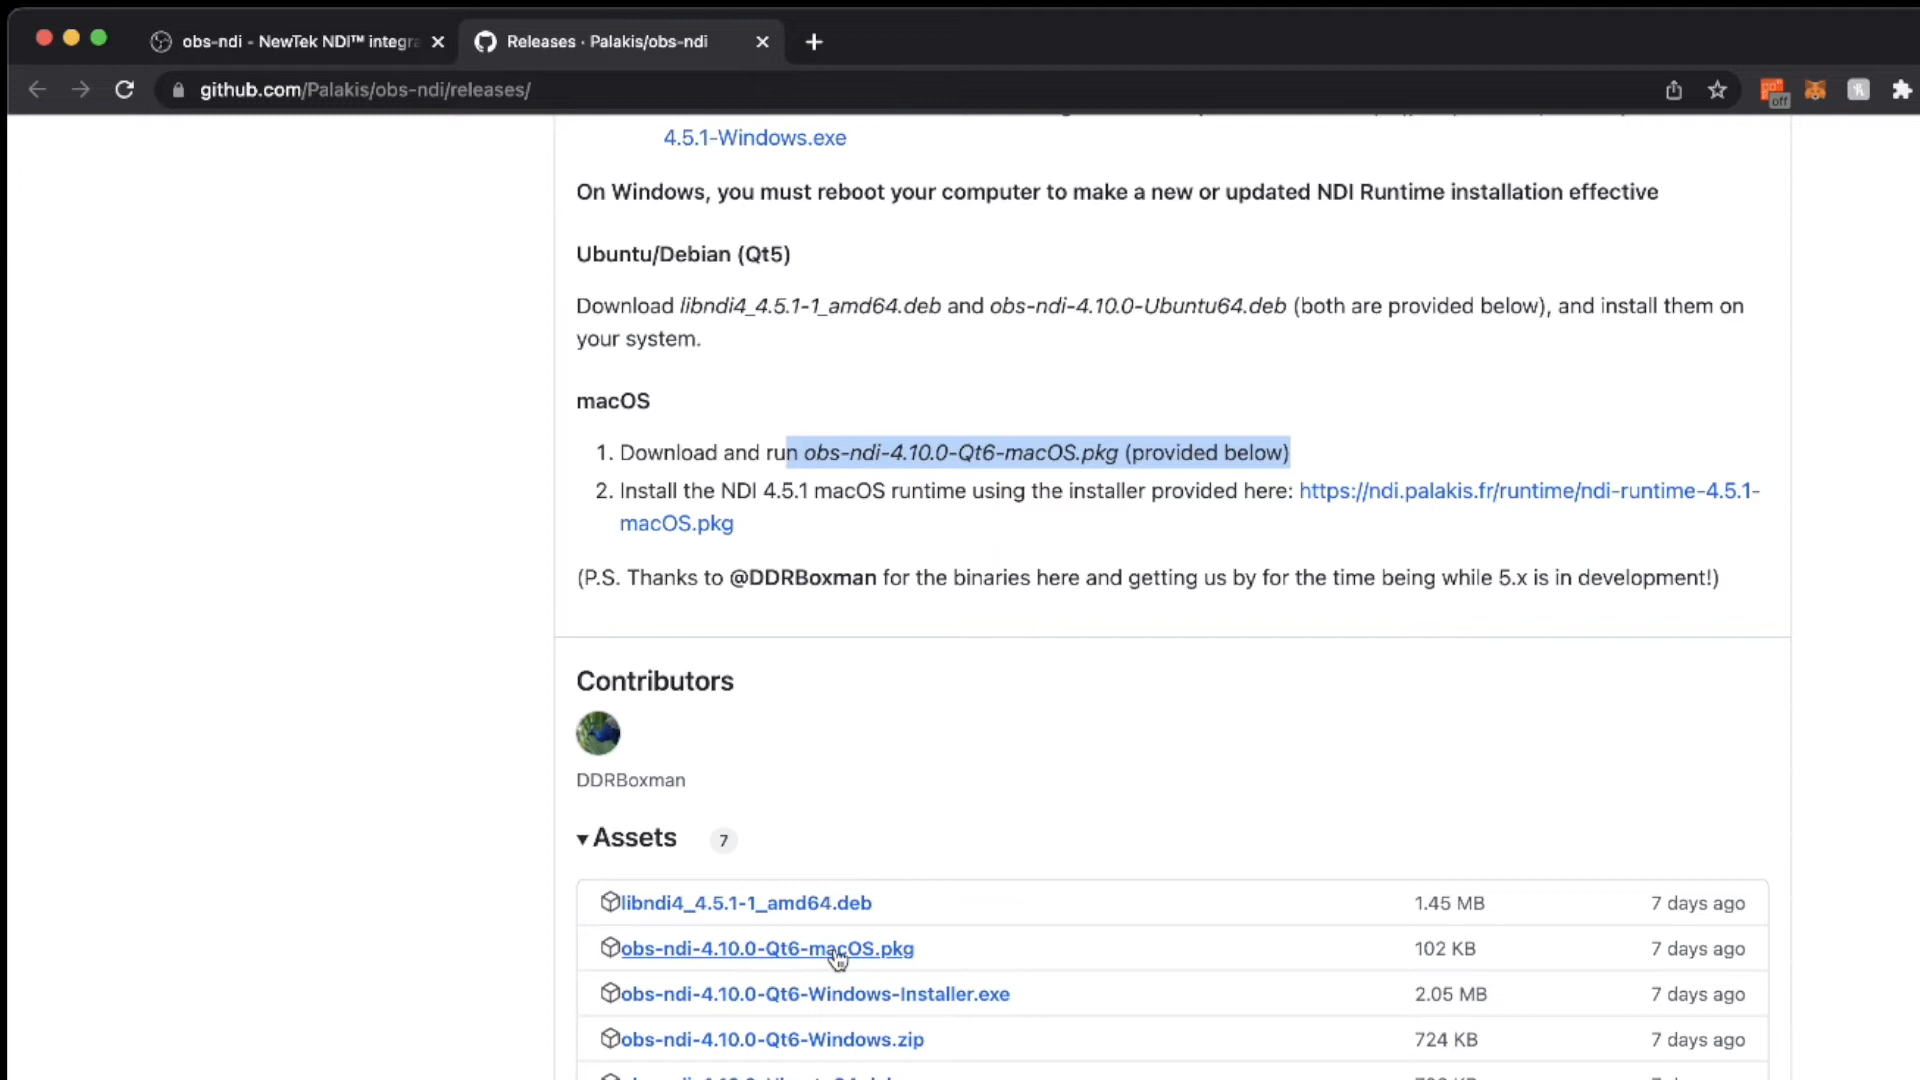 obs-ndi - NewTek NDI™ integr
Releases · Palakis/obs-ndi
github.com/Palakis/obs-ndi/releases/
off
4.5.1-Windows.exe
On Windows, you must reboot your computer to make a new or updated NDI Runtime installation effective
Ubuntu/Debian (Qt5)
Download libndi4_4.5.1-1_amd64.deb and obs-ndi-4.10.0-Ubuntu64.deb (both are provided below), and install them on
your system.
macOS
1. Download and run obs-ndi-4.10.0-Qt6-macOS.pkg (provided below)
2. Install the NDI 4.5.1 macOS runtime using the installer provided here: https://ndi.palakis.fr/runtime/ndi-runtime-4.5.1-
macOS.pkg
(P.S. Thanks to @DDRBoxman for the binaries here and getting us by for the time being while 5.x is in development!)
Contributors
DDRBoxman
Assets 7
libndi4_4.5.1-1_amd64.deb 1.45 MB 7 days ago
obs-ndi-4.10.0-Qt6-macOS.pkg 102 KB 7 days ago
obs-ndi-4.10.0-Qt6-Windows-Installer.exe 2.05 MB 7 days ago
obs-ndi-4.10.0-Qt6-Windows.zip 724 KB 7 days ago